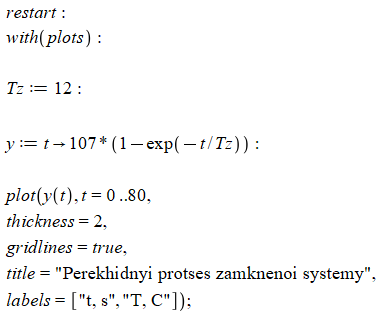 restart :
with(plots) :
Tz := 12 :
y := t → 107 * (1 − exp(− t / Tz)) :
plot(y(t), t = 0 ..80,
thickness = 2,
gridlines = true,
title = "Perekhidnyi protses zamknenoi systemy",
labels = ["t, s", "T, C"]);